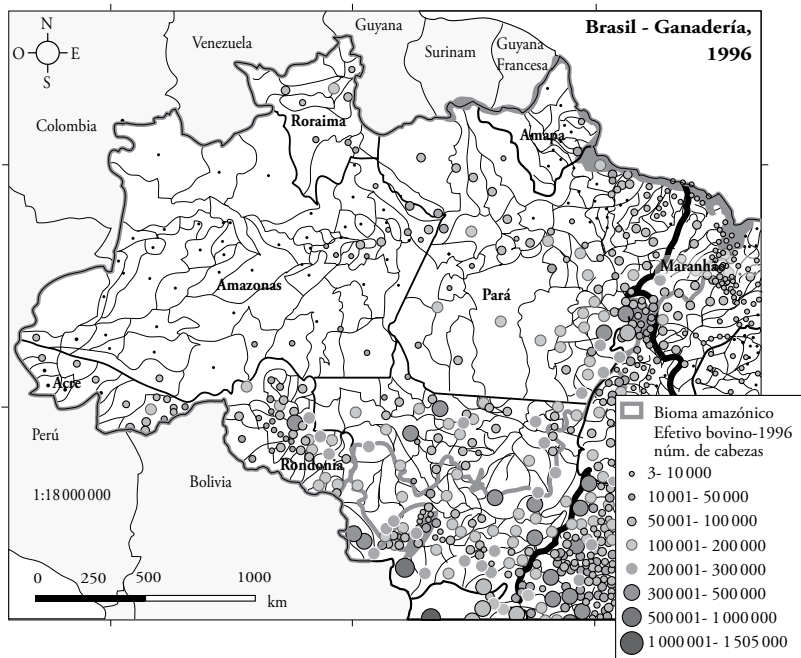 Brasil - Ganadería,
1996
N
O
E
S
Venezuela
Guyana
Surinam
Guyana
Francesa
Colombia
Roraima
Amapa
Maranhão
Amazonas
Pará
Acre
Perú
Bolivia
Rondonia
1:18 000 000
0 250 500 1000
km
Bioma amazónico
Efetivo bovino-1996
núm. de cabezas
3- 10 000
10 001- 50 000
50 001- 100 000
100 001- 200 000
200 001- 300 000
300 001- 500 000
500 001- 1 000 000
1 000 001- 1 505 000